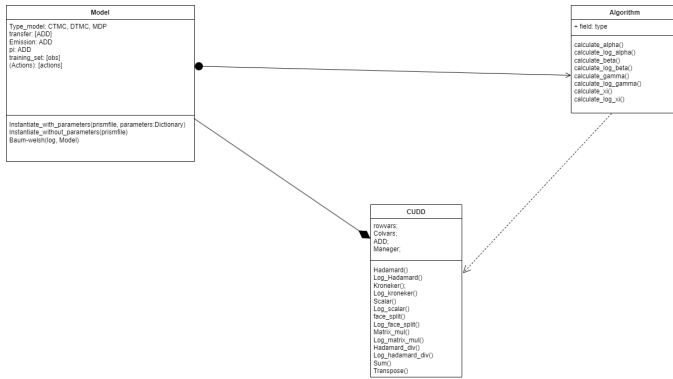 Model
Type_model: CTMC, DTMC, MDP
transfer: [ADD]
Emission: ADD
pi: ADD
training_set: [obs]
(Actions): [actions]
Instantiate_with_parameters(prismfile, parameters:Dictionary)
Instantiate_without_parameters(prismfile)
Baum-welsh(log, Model)
Algorithm
+ field: type
calculate_alpha()
calculate_log_alpha()
calculate_beta()
calculate_log_beta()
calculate_gamma()
calculate_log_gamma()
calculate_xi()
calculate_log_xi()
CUDD
rowvars;
Colvars;
ADD;
Maneger;
Hadamard()
Log_Hadamard()
Kroneker();
Log_kroneker()
Scalar()
Log_scalar()
face_split()
Log_face_split()
Matrix_mul()
Log_matrix_mul()
Hadamard_div()
Log_hadamard_div()
Sum()
Transpose()